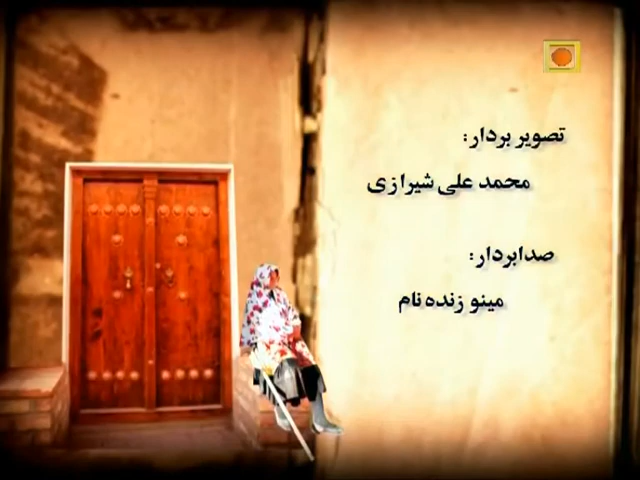 تصویر بردار:
محمد علی شیرازی
صدابردار:
مینو زنده نام